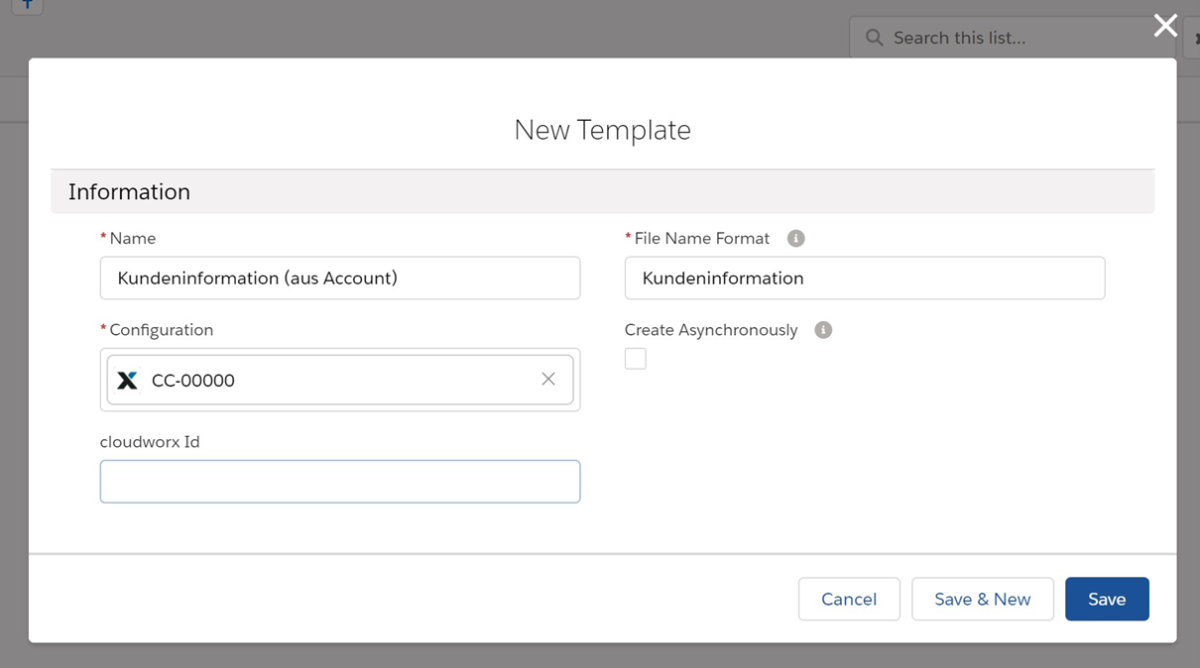 Search this list...
New Template
Information
* Name
Kundeninformation (aus Account)
* File Name Format
Kundeninformation
* Configuration
CC-00000
Create Asynchronously
cloudworx Id
Cancel
Save & New
Save